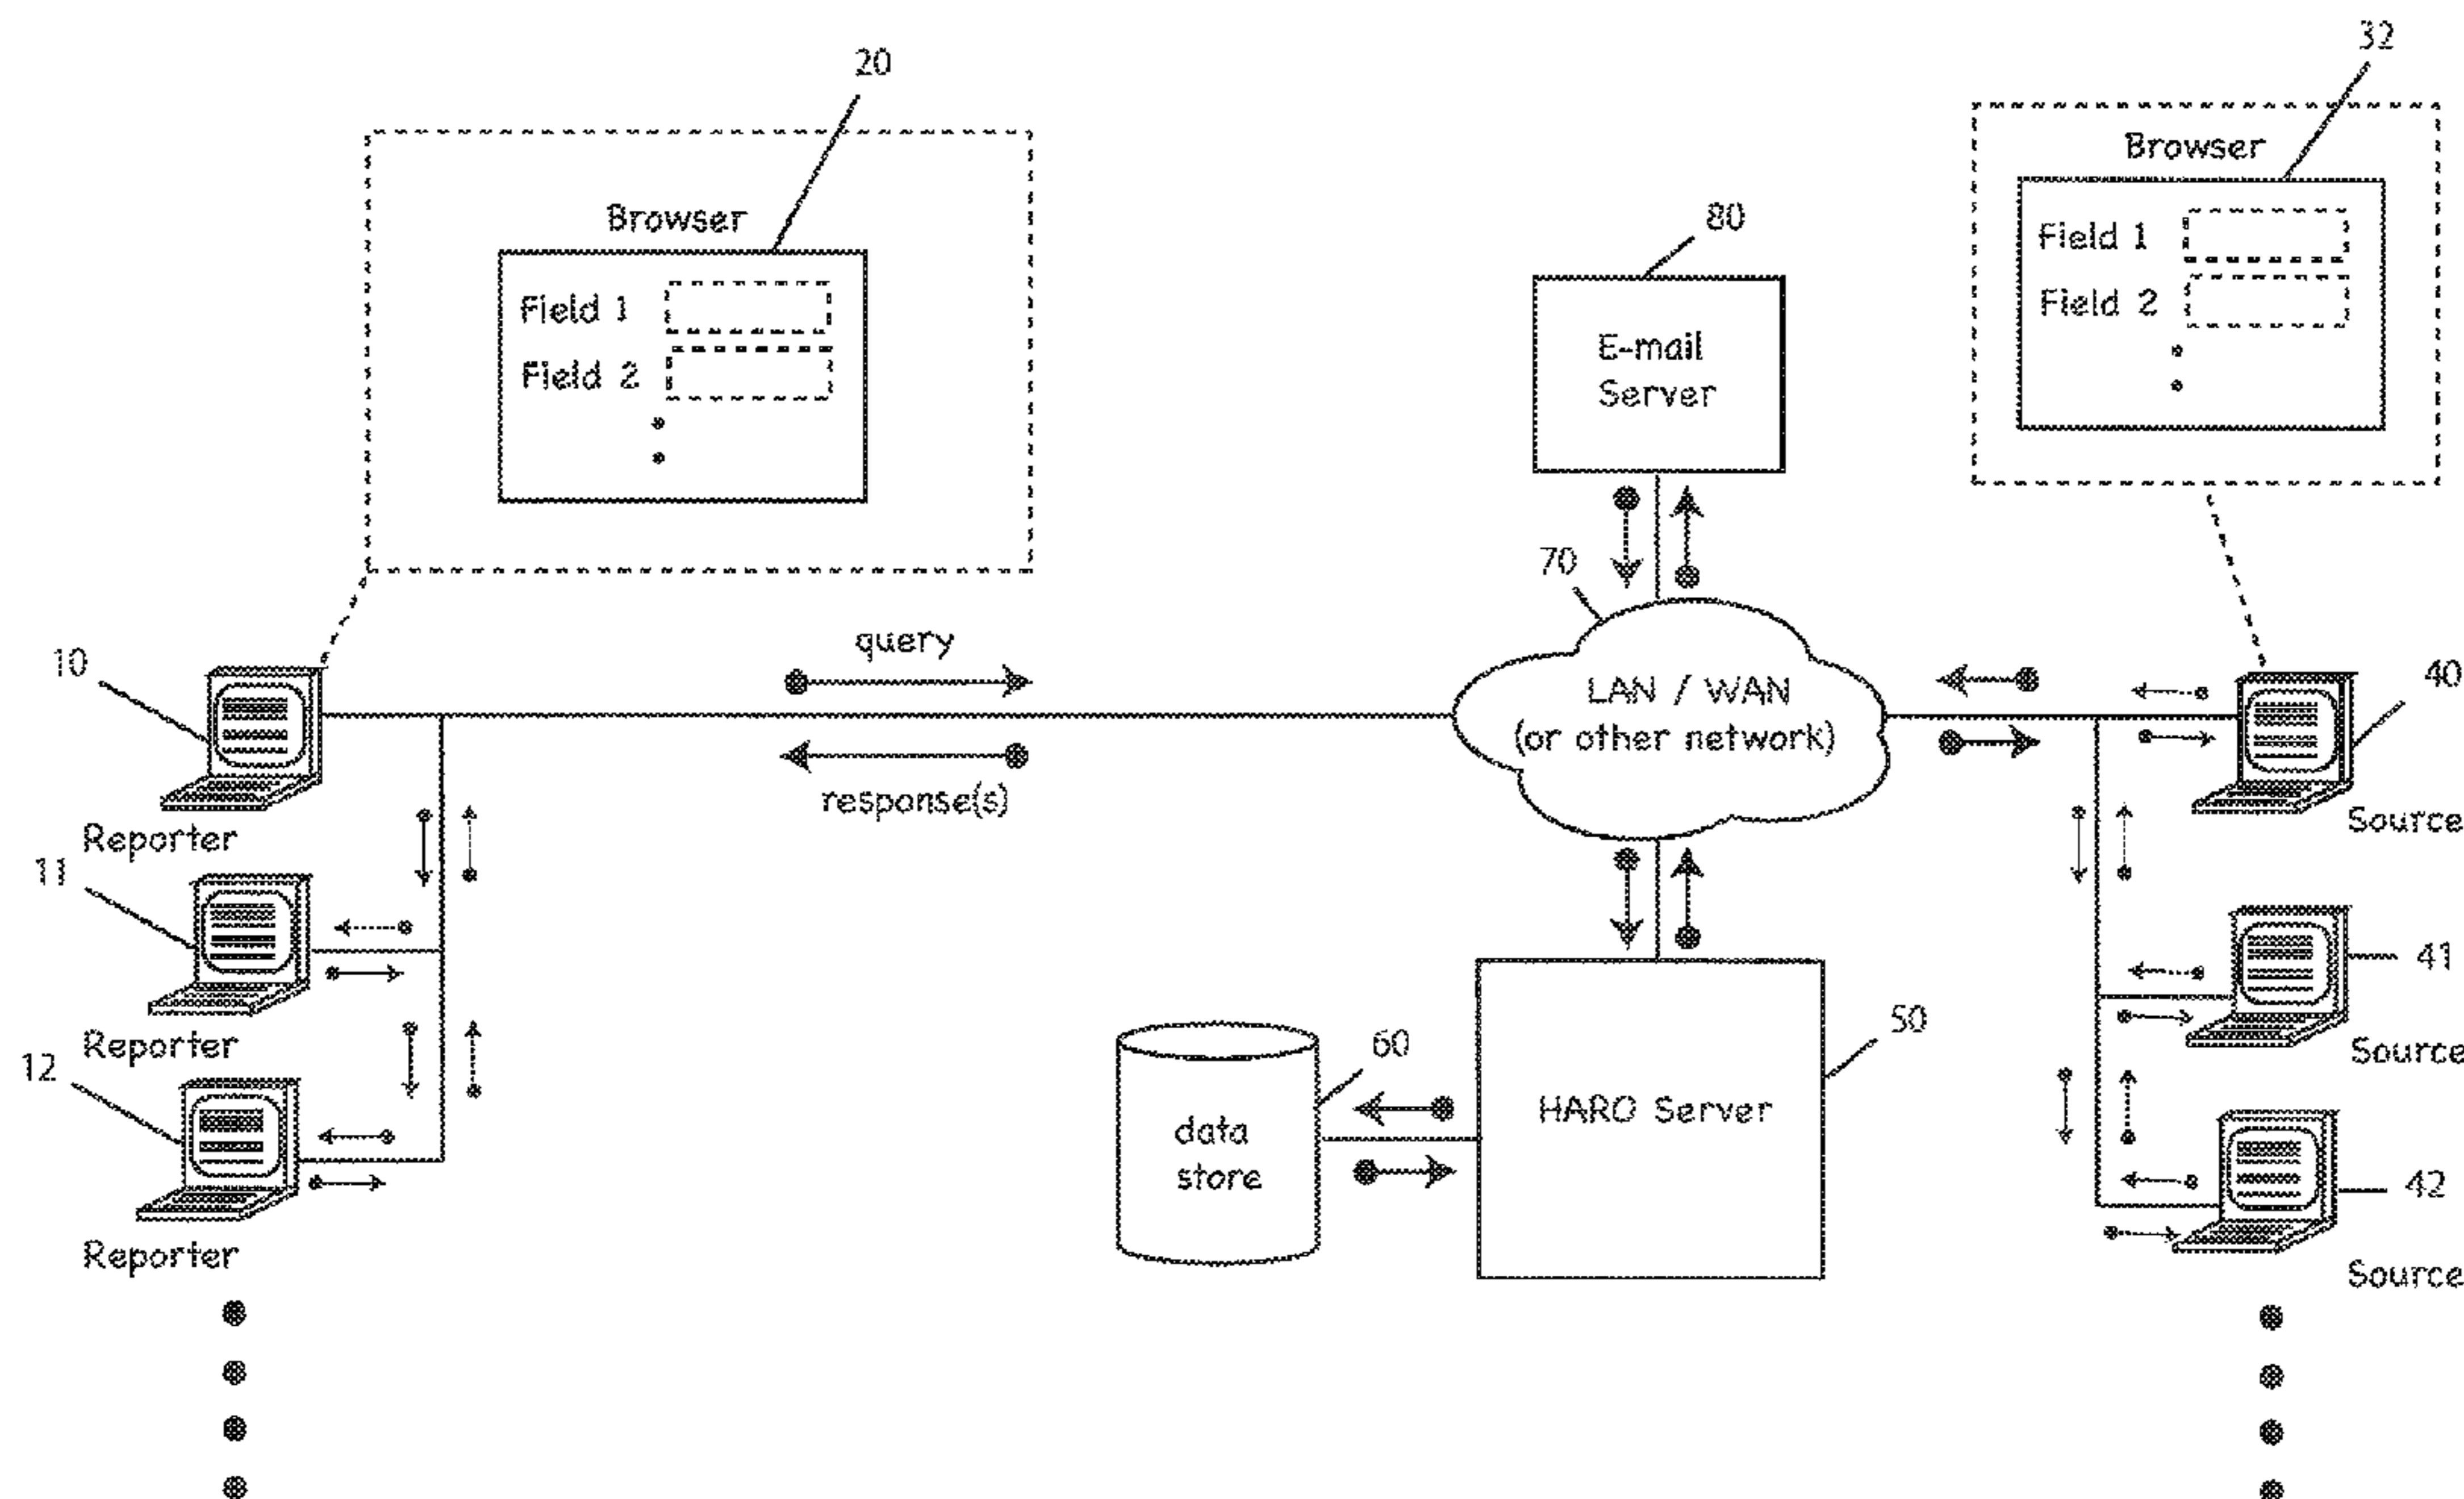 20
Browser
Field 1
Field 2
32
Browser
Field 1
Field 2
80
E-mail
Server
70
LAN / WAN
(or other network)
query
response(s)
10
Reporter
11
Reporter
12
Reporter
40
Source
41
Source
42
Source
60
data
store
50
HARO Server